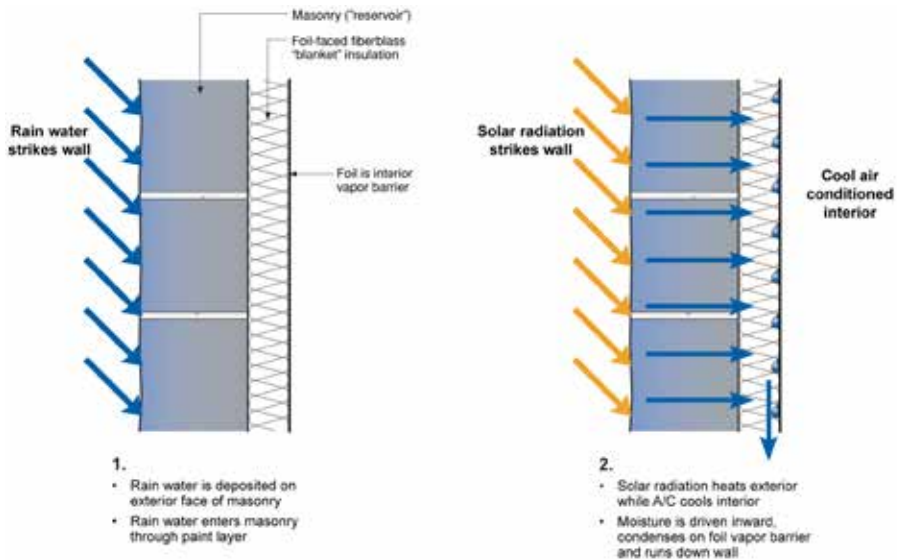 Masonry ("reservoir")
Foil-faced fiberblass
"blanket" insulation
Rain water
strikes wall
Foil is interior
vapor barrier
1.
• Rain water is deposited on
exterior face of masonry
• Rain water enters masonry
through paint layer
Solar radiation
strikes wall
Cool air
conditioned
interior
2.
• Solar radiation heats exterior
while A/C cools interior
• Moisture is driven inward,
condenses on foil vapor barrier
and runs down wall